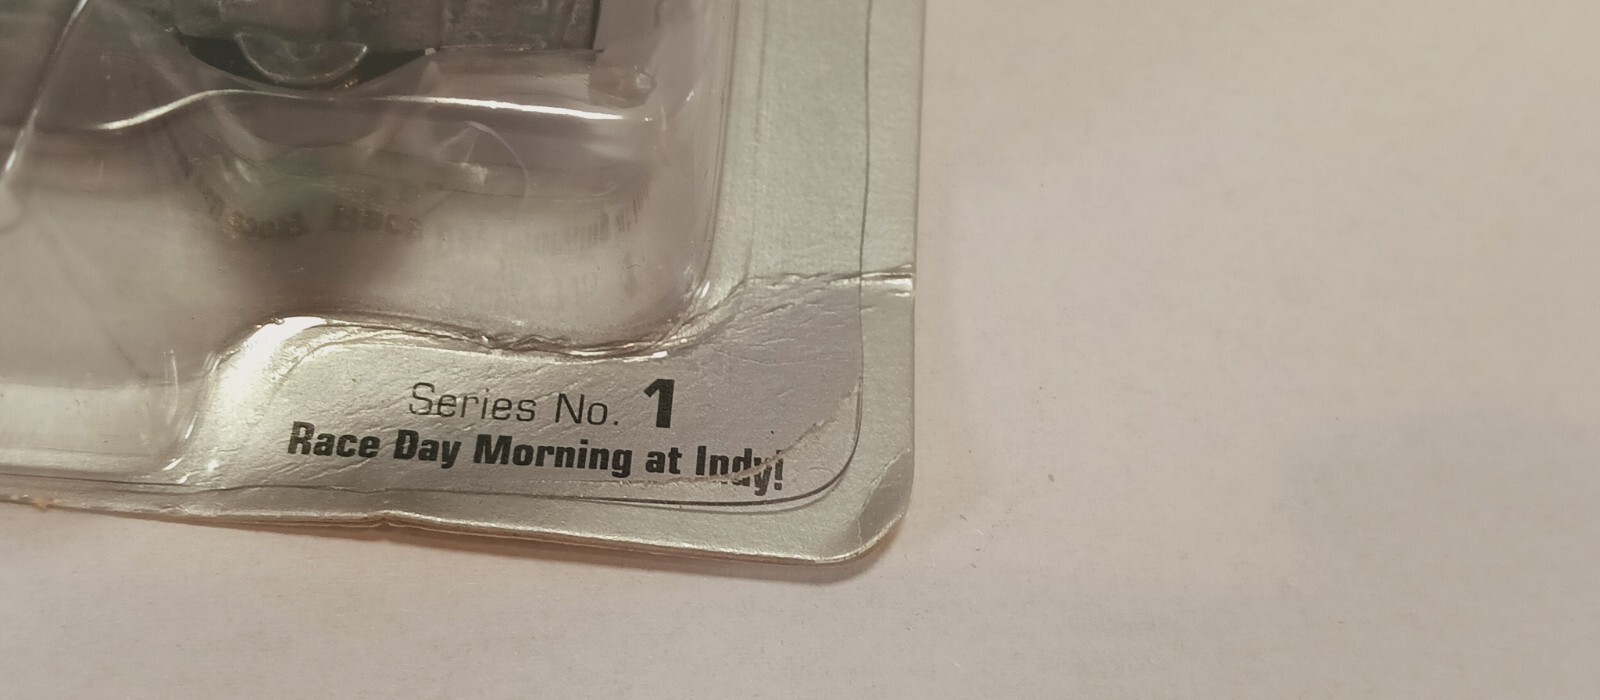 Series No. 1
Race Day Morning at Indy!